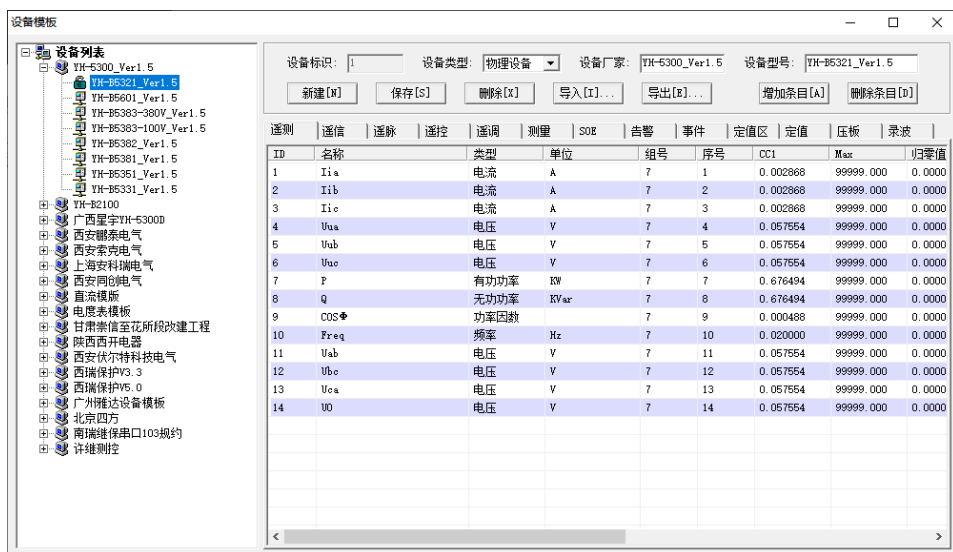 设备模板
设备列表
YH-5300_Ver1.5
YH-B5321_Ver1.5
YH-B5601_Ver1.5
YH-B5383-380V_Ver1.5
YH-B5383-100V_Ver1.5
YH-B5382_Ver1.5
YH-B5381_Ver1.5
YH-B5351_Ver1.5
YH-B5331_Ver1.5
YH-B2100
广西星宇YH-5300D
西安鹏泰电气
西安索克电气
上海安科瑞电气
西安同创电气
直流模版
电度表模板
甘肃崇信至花所段改建工程
陕西西开电器
西安伏尔特科技电气
西瑞保护V3.3
西瑞保护V5.0
广州雅达设备模板
北京四方
南瑞继保串口103规约
许继测控
设备标识: 1 设备类型: 物理设备 设备厂家: YH-5300_Ver1.5 设备型号: YH-B5321_Ver1.5
新建[N] 保存[S] 删除[X] 导入[I]... 导出[E]... 增加条目[A] 删除条目[D]
遥测 遥信 遥脉 遥控 遥调 测量 SOE 告警 事件 定值区 定值 压板 录波
ID 名称 类型 单位 组号 序号 CC1 Max 归零值
1 Iia 电流 A 7 1 0.002868 99999.000 0.0000
2 Iib 电流 A 7 2 0.002868 99999.000 0.0000
3 Iic 电流 A 7 3 0.002868 99999.000 0.0000
4 Uua 电压 V 7 4 0.057554 99999.000 0.0000
5 Uub 电压 V 7 5 0.057554 99999.000 0.0000
6 Uuc 电压 V 7 6 0.057554 99999.000 0.0000
7 P 有功功率 KW 7 7 0.676494 99999.000 0.0000
8 Q 无功功率 KVar 7 8 0.676494 99999.000 0.0000
9 COSΦ 功率因数 7 9 0.000488 99999.000 0.0000
10 Freq 频率 Hz 7 10 0.020000 99999.000 0.0000
11 Uab 电压 V 7 11 0.057554 99999.000 0.0000
12 Ubc 电压 V 7 12 0.057554 99999.000 0.0000
13 Uca 电压 V 7 13 0.057554 99999.000 0.0000
14 U0 电压 V 7 14 0.057554 99999.000 0.0000